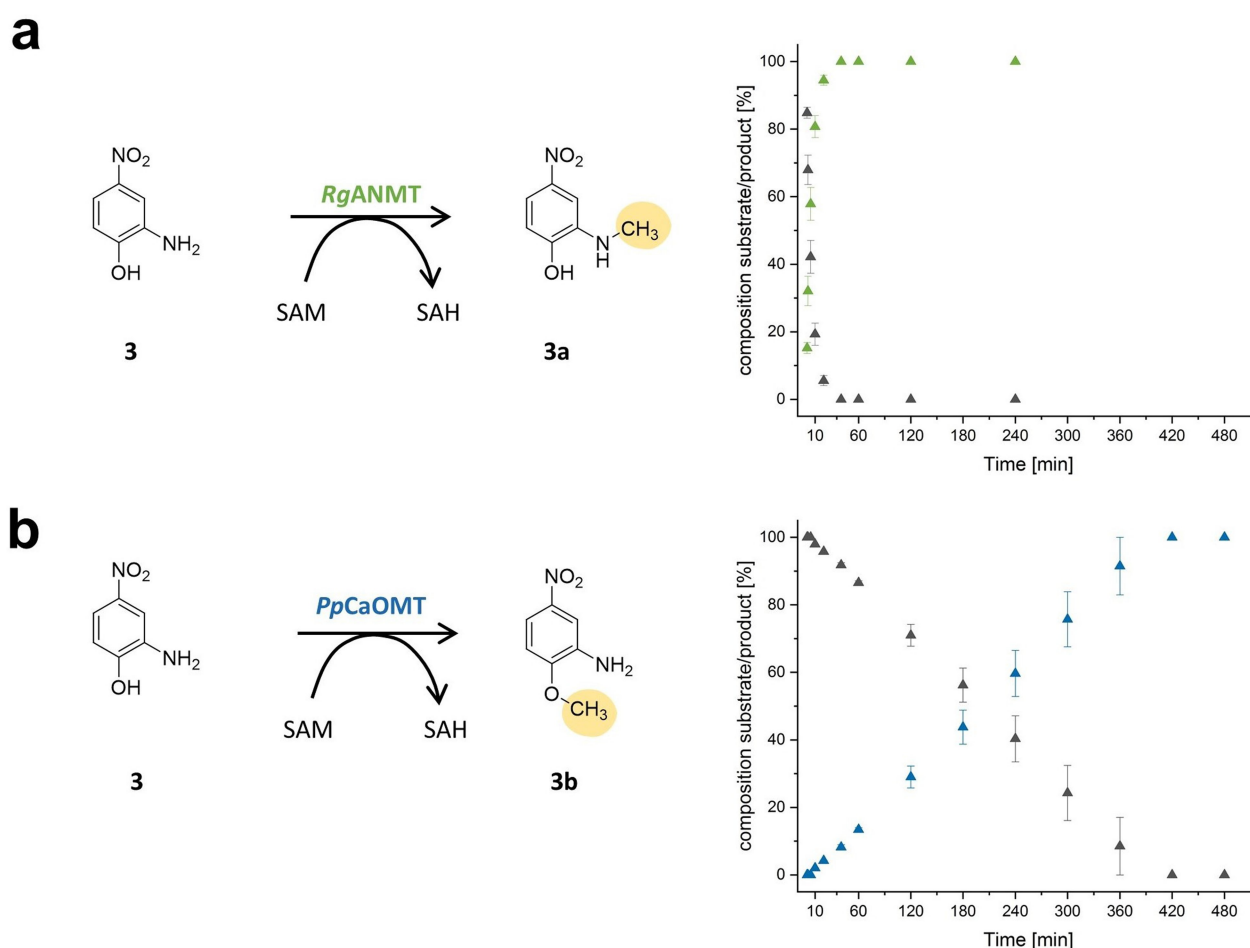 a
NO₂
NH₂
OH
3
RgANMT
SAM
SAH
NO₂
CH₃
N
H
OH
3a
composition substrate/product [%]
100
80
60
40
20
0
10 60 120 180 240 300 360 420 480
Time [min]
b
NO₂
NH₂
OH
3
PpCaOMT
SAM
SAH
NO₂
NH₂
O
CH₃
3b
composition substrate/product [%]
100
80
60
40
20
0
10 60 120 180 240 300 360 420 480
Time [min]